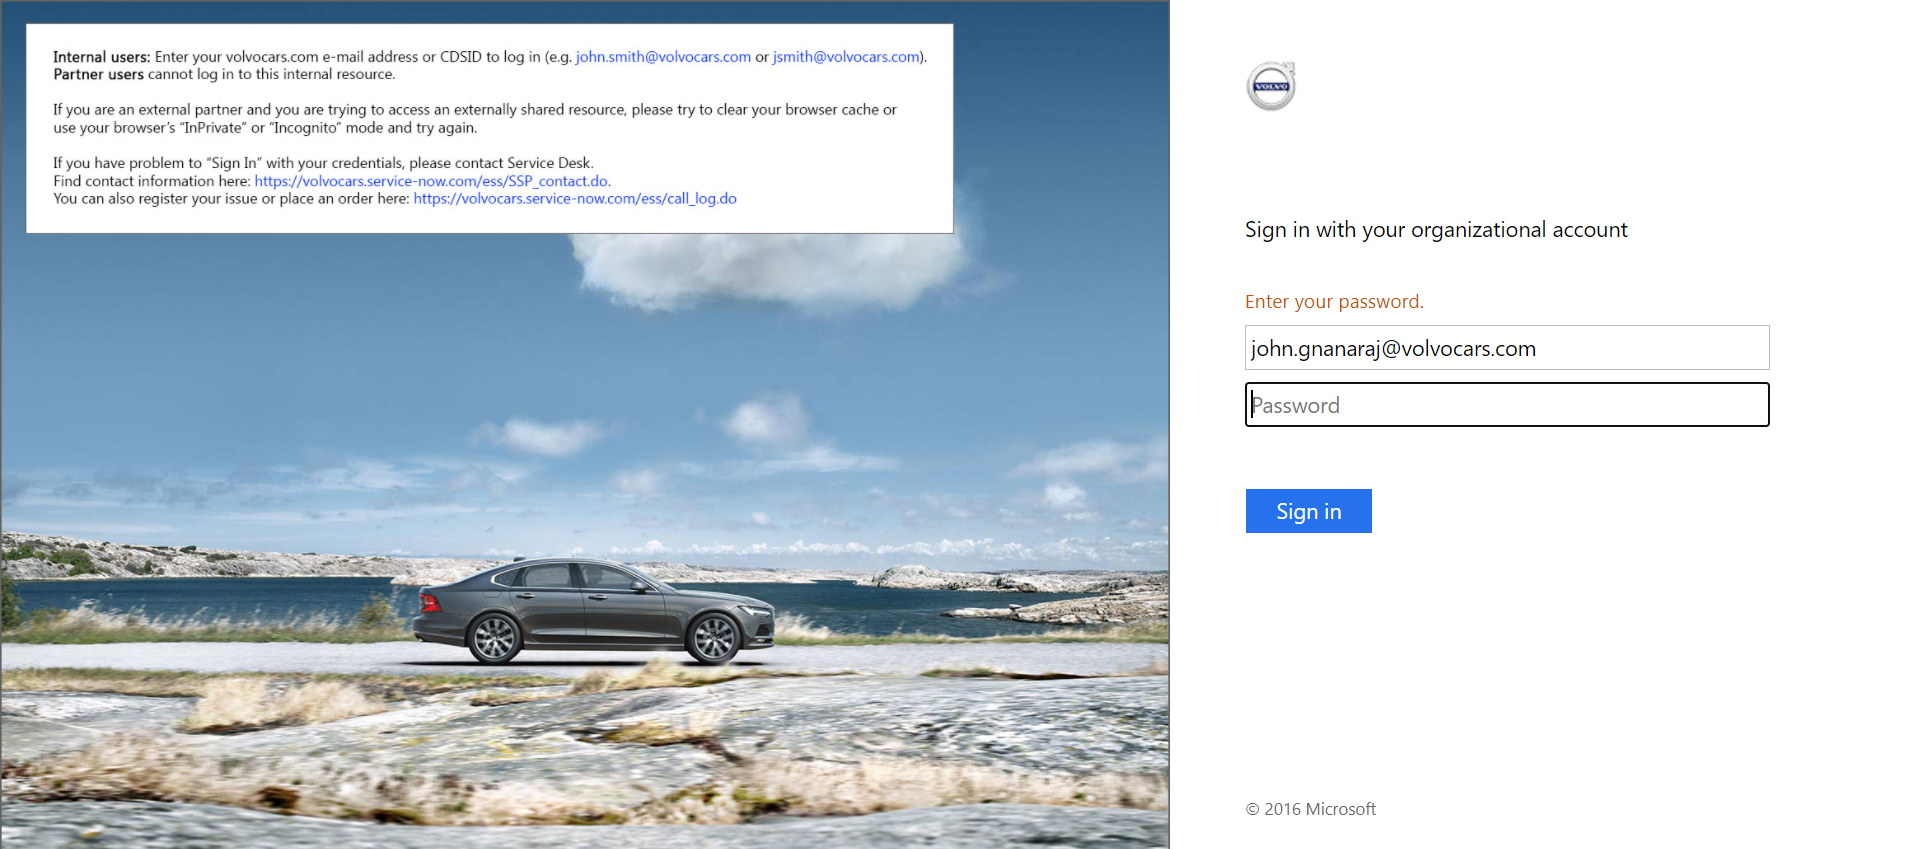 Internal users: Enter your volvocars.com e-mail address or CDSID to log in (e.g. john.smith@volvocars.com or jsmith@volvocars.com).
Partner users cannot log in to this internal resource.
If you are an external partner and you are trying to access an externally shared resource, please try to clear your browser cache or
use your browser's “InPrivate” or “Incognito” mode and try again.
If you have problem to “Sign In” with your credentials, please contact Service Desk.
Find contact information here: https://volvocars.service-now.com/ess/SSP_contact.do.
You can also register your issue or place an order here: https://volvocars.service-now.com/ess/call_log.do
VOLVO
Sign in with your organizational account
Enter your password.
john.gnanaraj@volvocars.com
Password
Sign in
© 2016 Microsoft